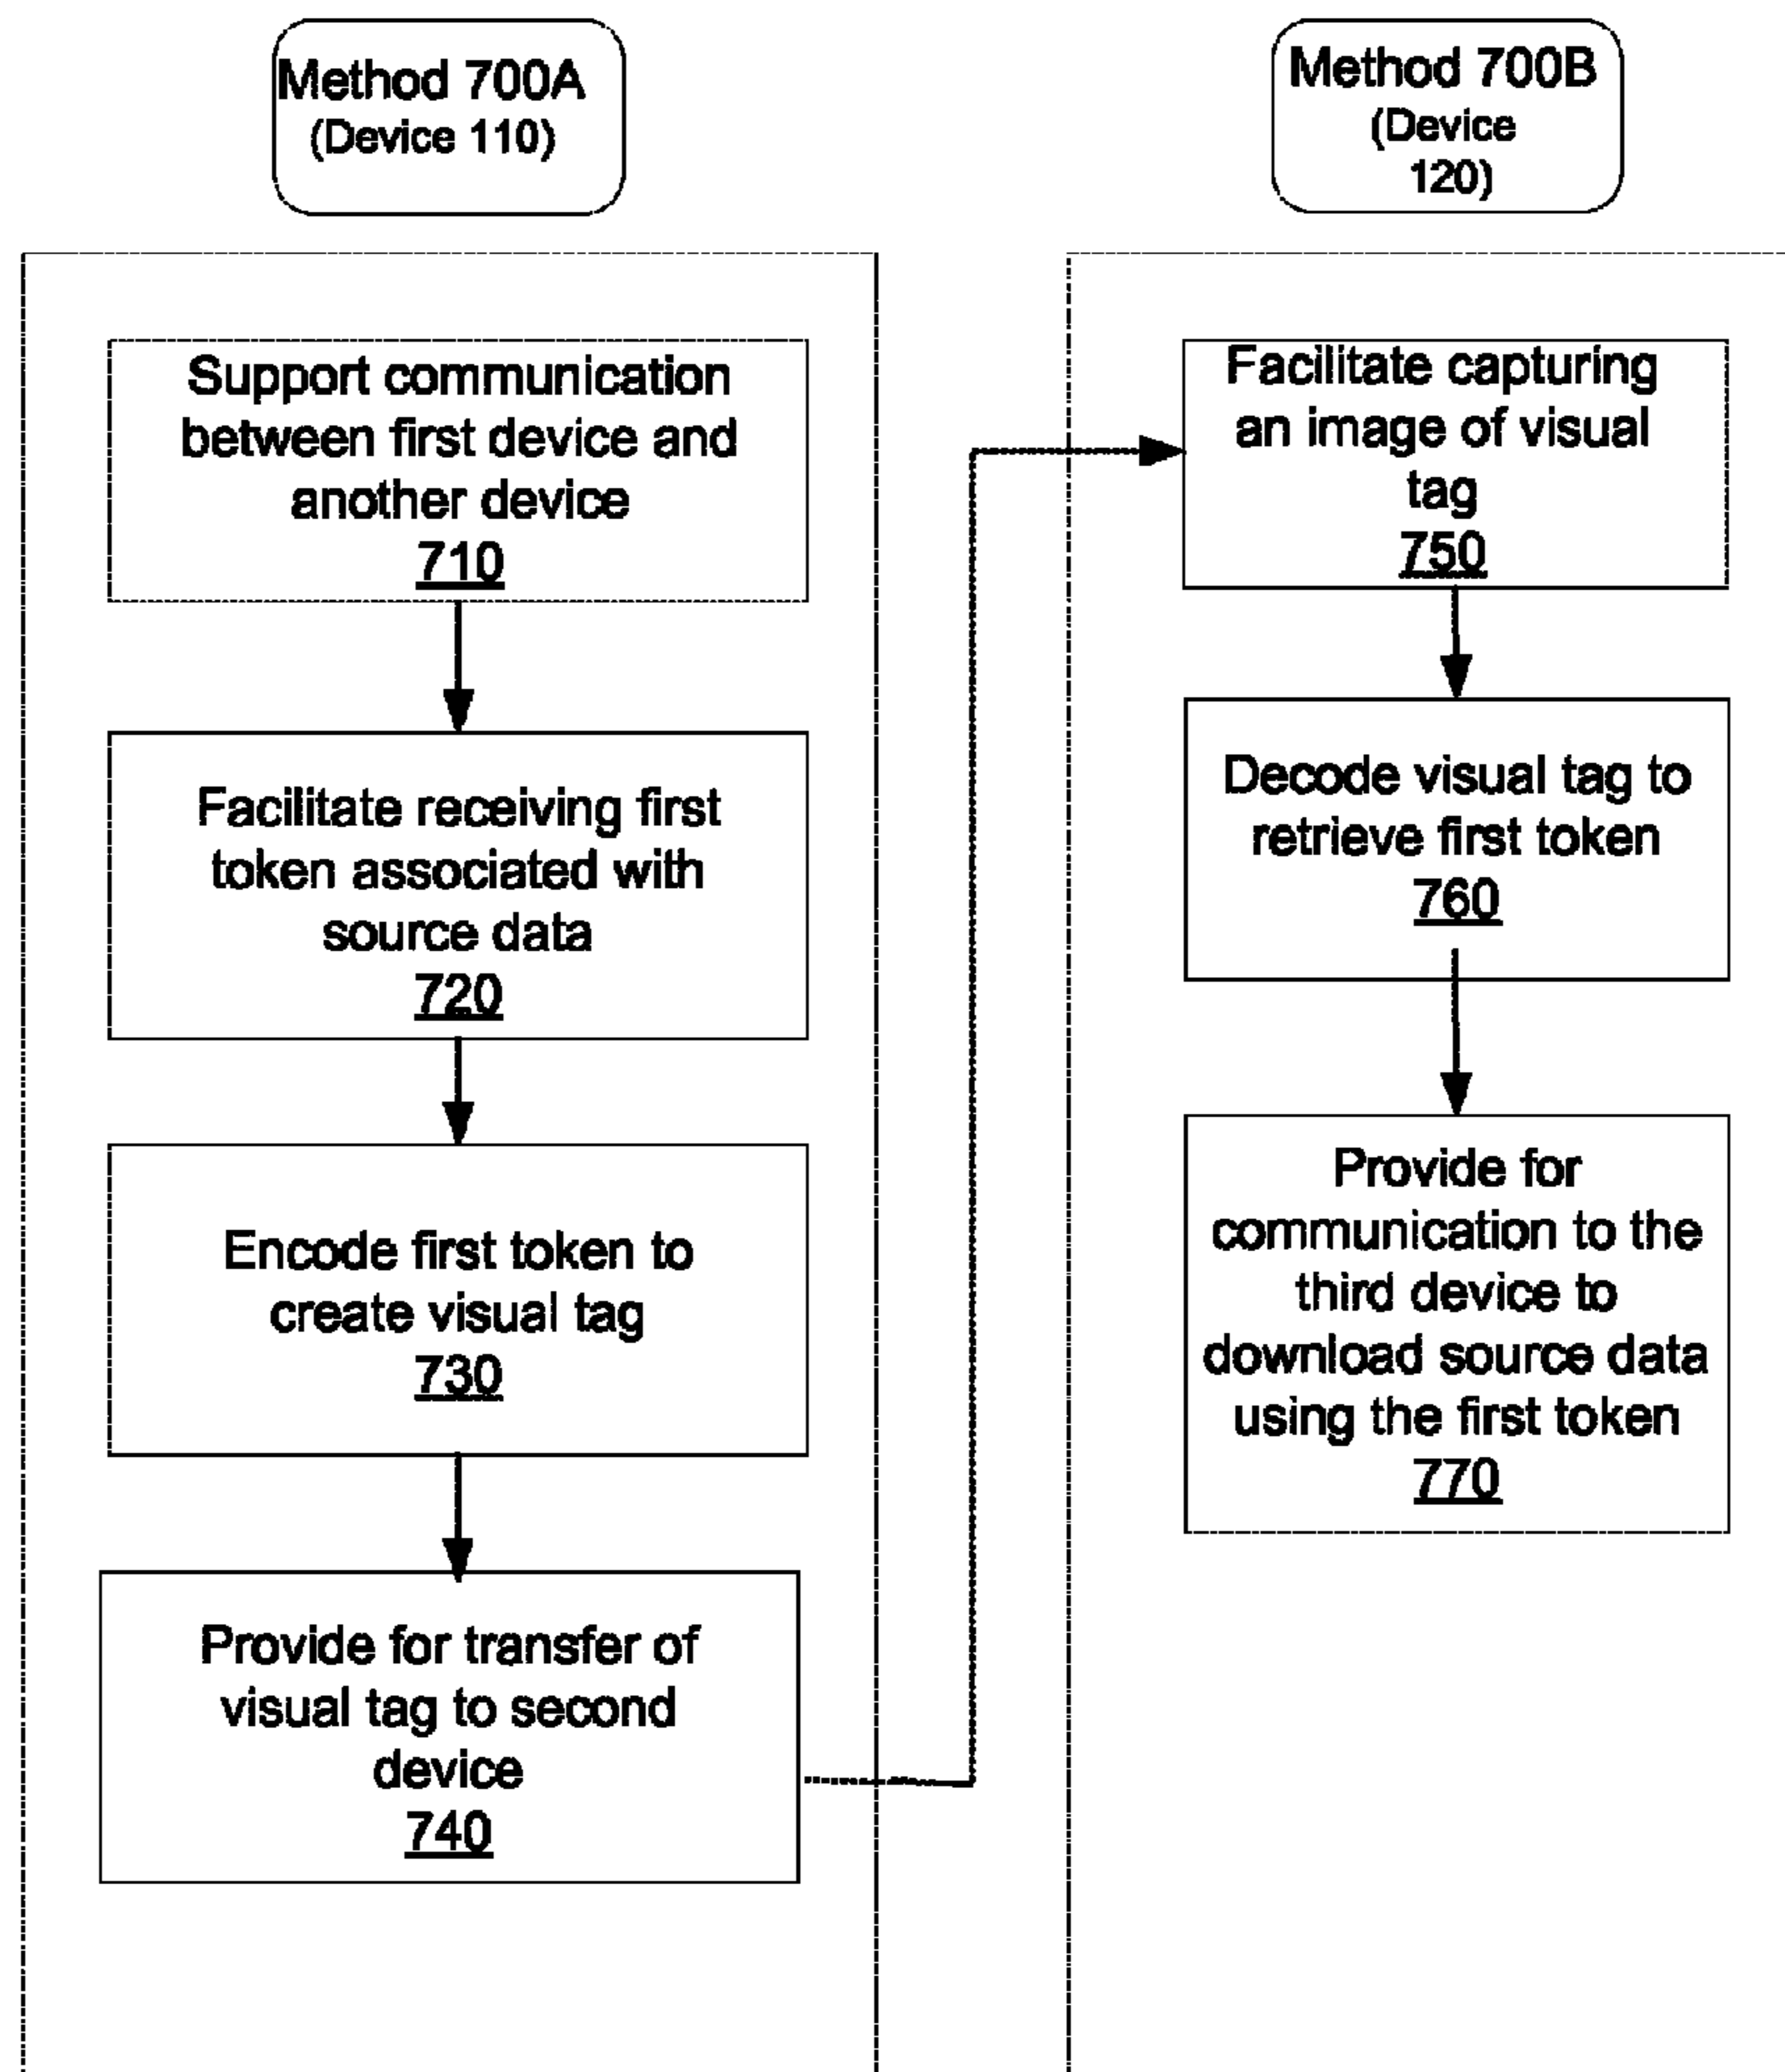 Method 700A
(Device 110)
Support communication
between first device and
another device
710
Facilitate receiving first
token associated with
source data
720
Encode first token to
create visual tag
730
Provide for transfer of
visual tag to second
device
740
Method 700B
(Device
120)
Facilitate capturing
an image of visual
tag
750
Decode visual tag to
retrieve first token
760
Provide for
communication to the
third device to
download source data
using the first token
770